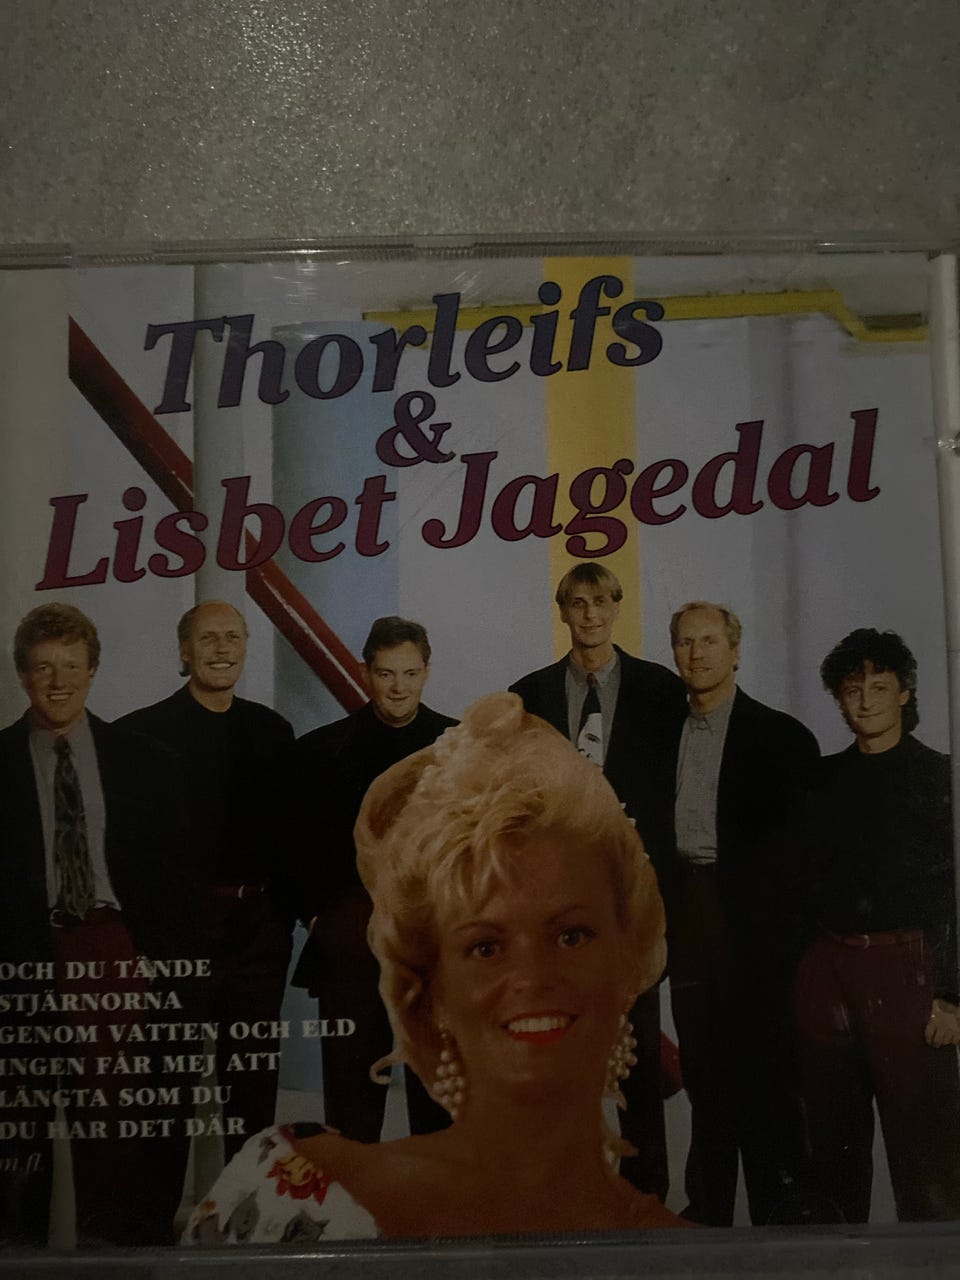 Thorleifs
&
Lisbet Jagedal
OCH DU TÄNDE
STJÄRNORNA
GENOM VATTEN OCH ELD
INGEN FÅR MEJ ATT
LÄNGTA SOM DU
DU HAR DET DÄR
m.fl.